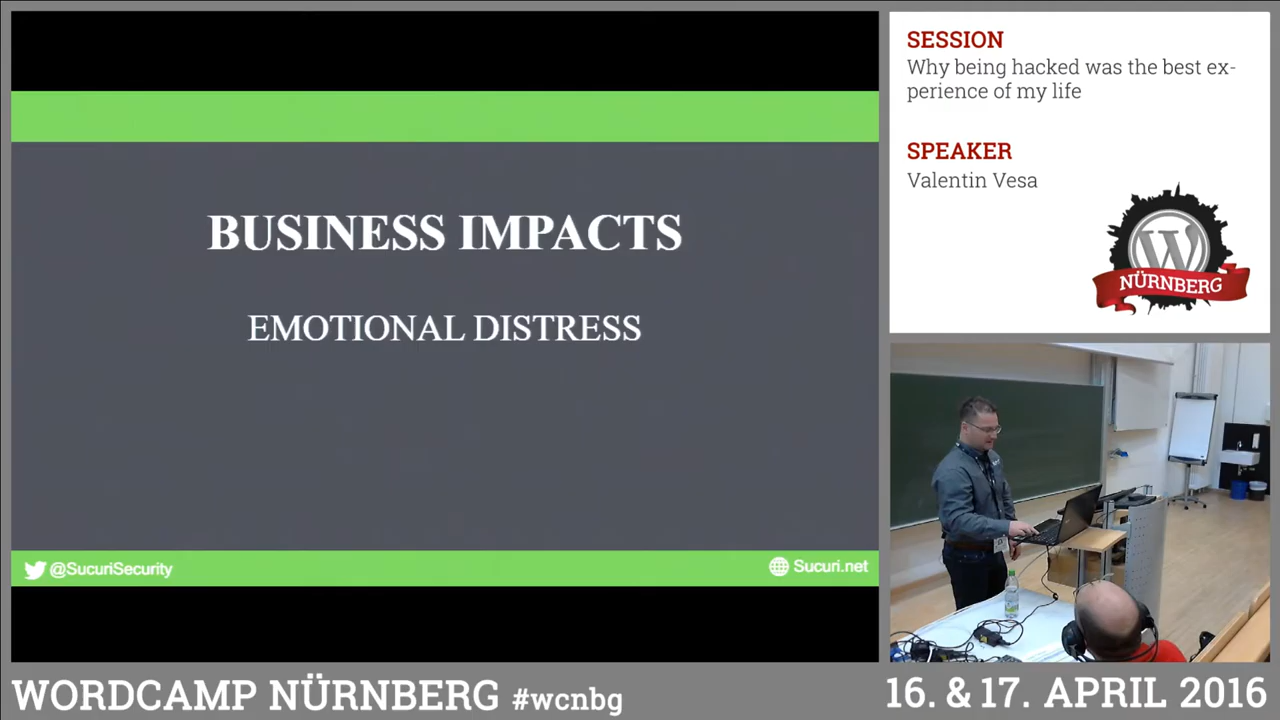 BUSINESS IMPACTS
EMOTIONAL DISTRESS
@SucuriSecurity
Sucuri.net
SESSION
Why being hacked was the best ex-
perience of my life
SPEAKER
Valentin Vesa
W
NÜRNBERG
WORDCAMP NÜRNBERG #wcnbg
16. & 17. APRIL 2016